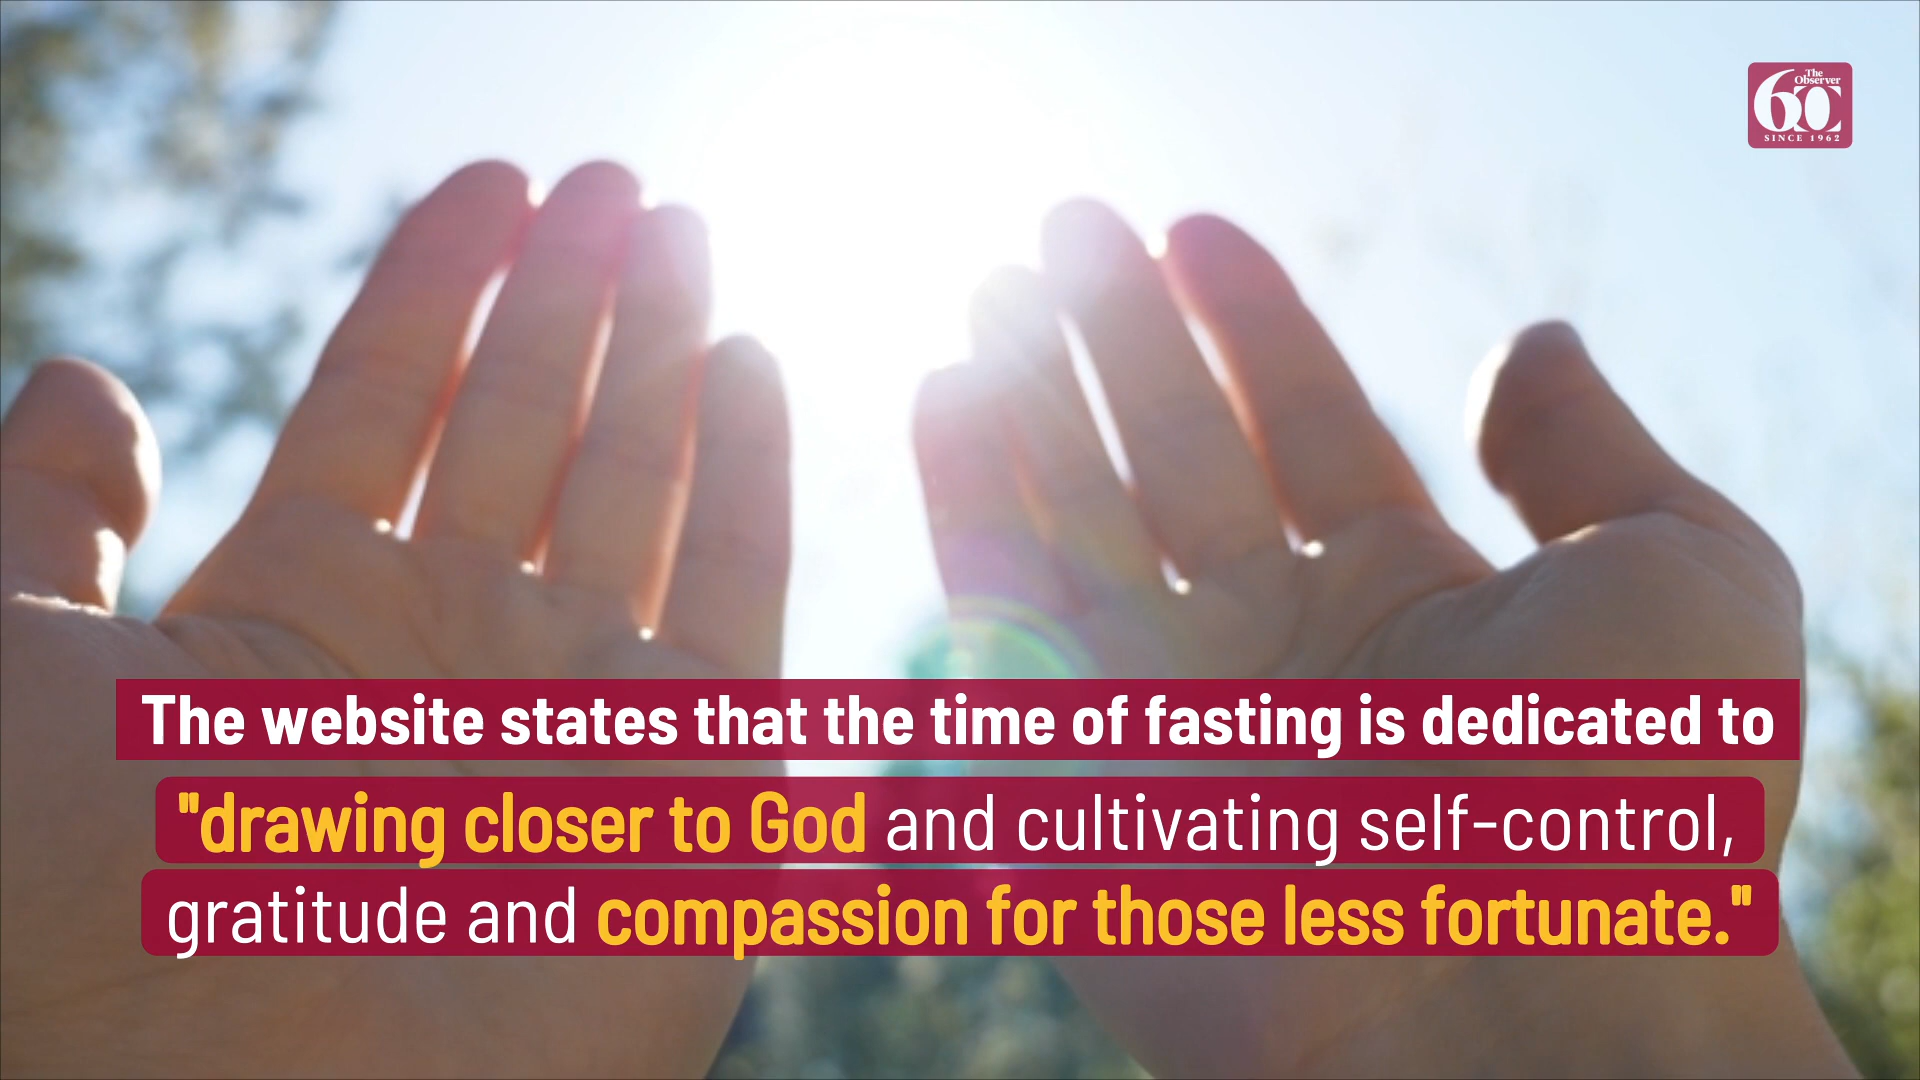 The
Observer
60
SINCE 1962
The website states that the time of fasting is dedicated to
"drawing closer to God and cultivating self-control,
gratitude and compassion for those less fortunate."